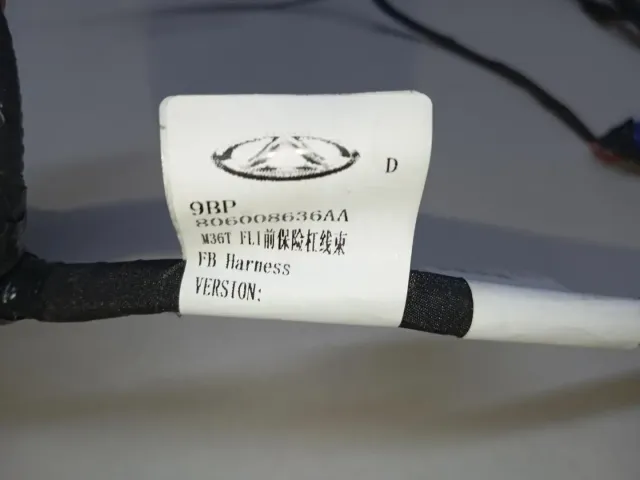 D
9BP
806008636AA
M36T FL1前保险杠线束
FB Harness
VERSION: